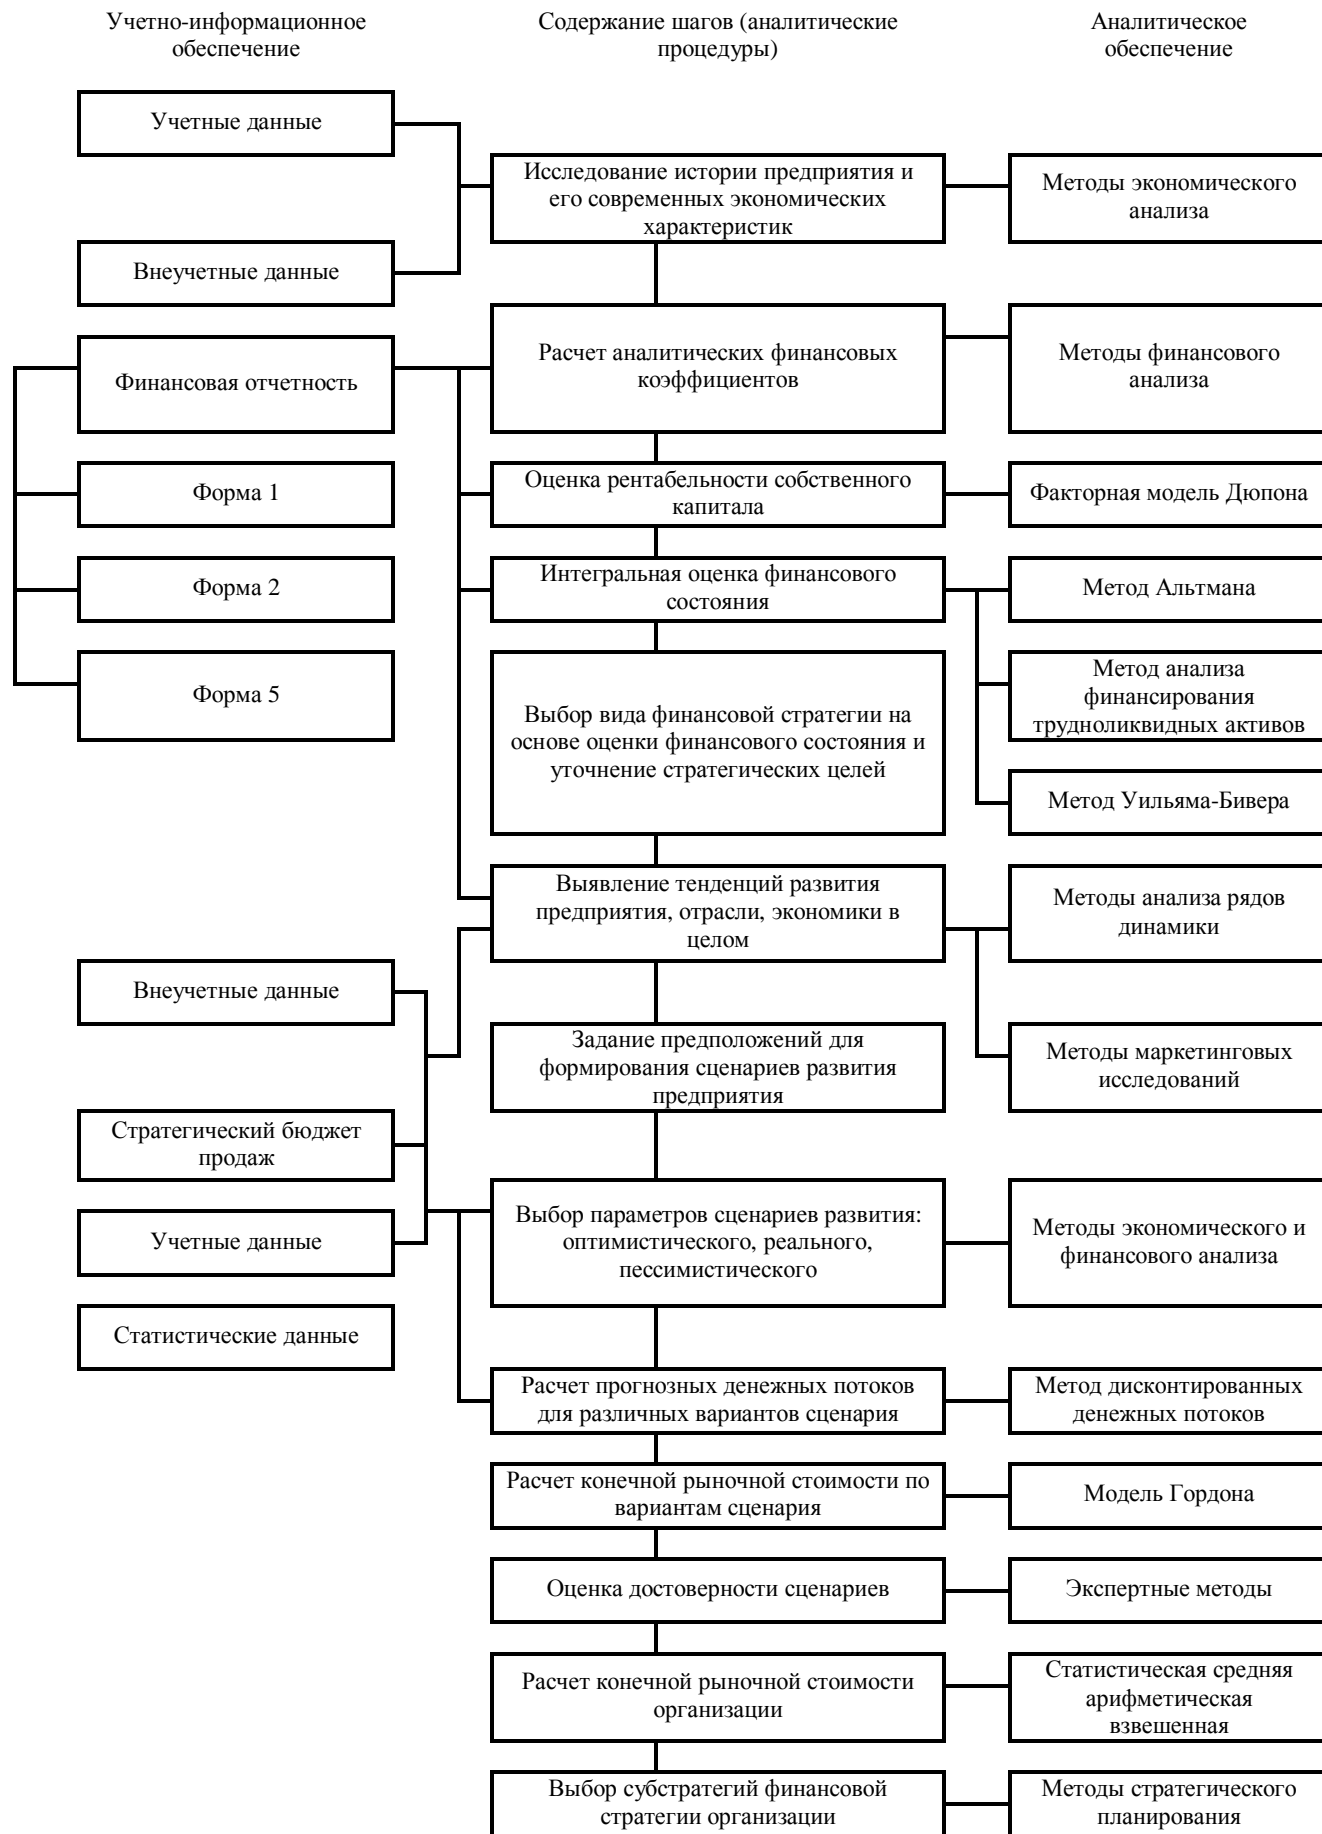 Учетно-информационное
обеспечение
Содержание шагов (аналитические
процедуры)
Аналитическое
обеспечение
Учетные данные
Исследование истории предприятия и
его современных экономических
характеристик
Методы экономического
анализа
Внеучетные данные
Финансовая отчетность
Расчет аналитических финансовых
коэффициентов
Методы финансового
анализа
Форма 1
Оценка рентабельности собственного
капитала
Факторная модель Дюпона
Форма 2
Интегральная оценка финансового
состояния
Метод Альтмана
Форма 5
Выбор вида финансовой стратегии на
основе оценки финансового состояния и
уточнение стратегических целей
Метод анализа
финансирования
трудноликвидных активов
Метод Уильяма-Бивера
Выявление тенденций развития
предприятия, отрасли, экономики в
целом
Методы анализа рядов
динамики
Внеучетные данные
Задание предположений для
формирования сценариев развития
предприятия
Методы маркетинговых
исследований
Стратегический бюджет
продаж
Учетные данные
Выбор параметров сценариев развития:
оптимистического, реального,
пессимистического
Методы экономического и
финансового анализа
Статистические данные
Расчет прогнозных денежных потоков
для различных вариантов сценария
Метод дисконтированных
денежных потоков
Расчет конечной рыночной стоимости по
вариантам сценария
Модель Гордона
Оценка достоверности сценариев
Экспертные методы
Расчет конечной рыночной стоимости
организации
Статистическая средняя
арифметическая
взвешенная
Выбор субстратегий финансовой
стратегии организации
Методы стратегического
планирования